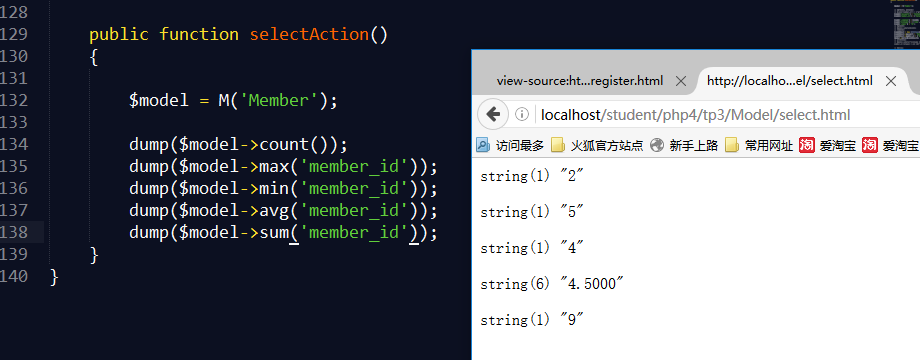 128
129 public function selectAction()
130 {
131
132 $model = M('Member');
133
134 dump($model->count());
135 dump($model->max('member_id'));
136 dump($model->min('member_id'));
137 dump($model->avg('member_id'));
138 dump($model->sum('member_id'));
139 }
140 }
view-source:ht...register.html × http://localho...el/select.html ×
localhost/student/php4/tp3/Model/select.html
访问最多 火狐官方站点 新手上路 常用网址 淘 爱淘宝 淘 爱淘宝
string(1) "2"
string(1) "5"
string(1) "4"
string(6) "4.5000"
string(1) "9"